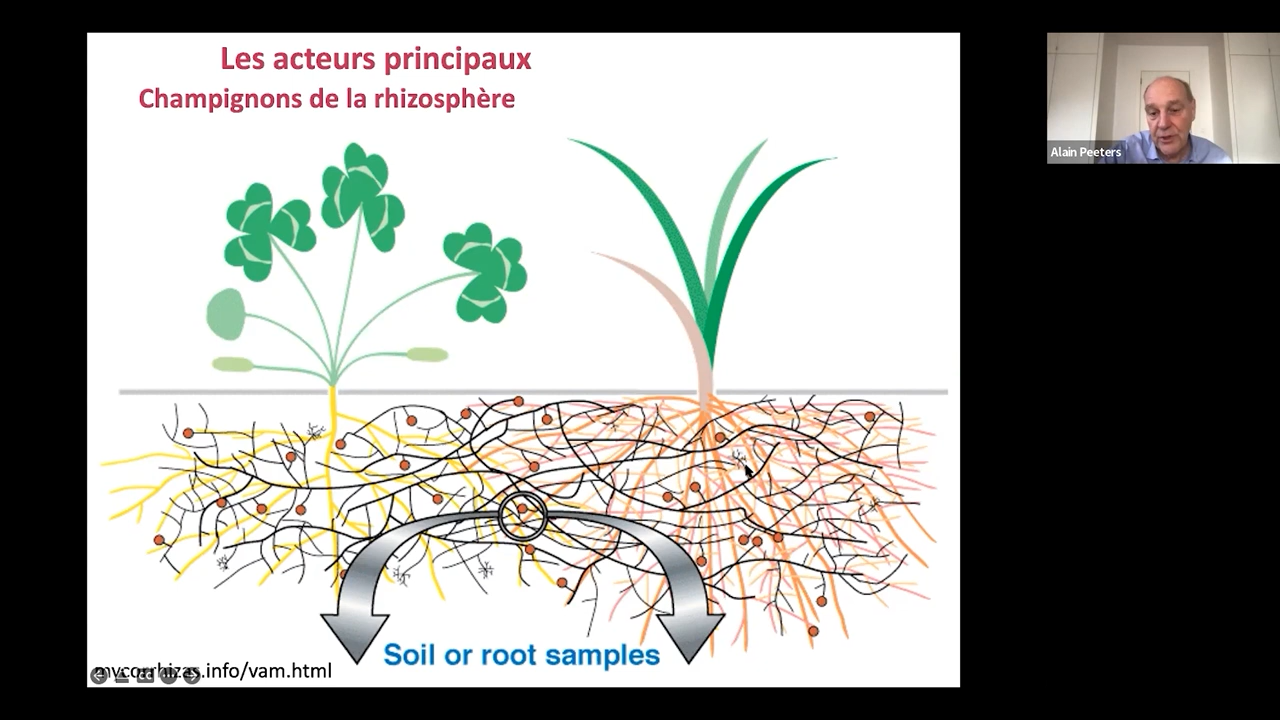 Les acteurs principaux
Champignons de la rhizosphère
Alain Peeters
Soil or root samples
mycorrhizas.info/vam.html